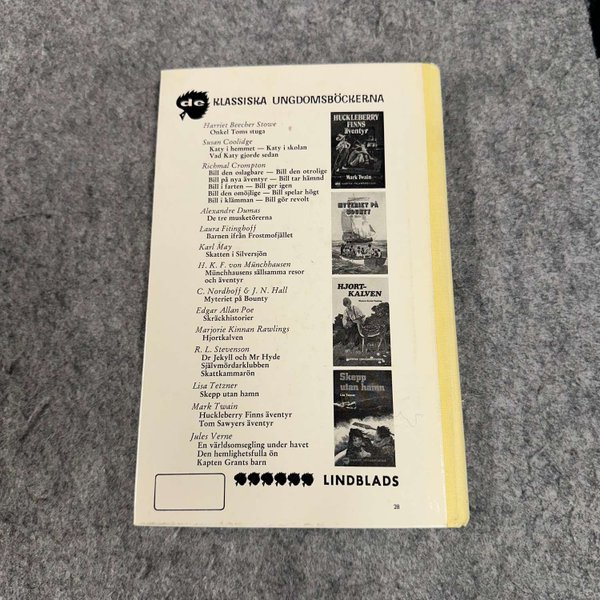 de KLASSISKA UNGDOMSBÖCKERNA
Harriet Beecher Stowe
Onkel Toms stuga
Susan Coolidge
Katy i hemmet — Katy i skolan
Vad Katy gjorde sedan
Richmal Crompton
Bill den oslagbare — Bill den otrolige
Bill på nya äventyr — Bill tar hämnd
Bill i farten — Bill ger igen
Bill den omöjlige — Bill spelar högt
Bill i klämman — Bill gör revolt
Alexandre Dumas
De tre musketörerna
Laura Fitinghoff
Barnen ifrån Frostmofjället
Karl May
Skatten i Silversjön
H. K. F. von Münchhausen
Münchhausens sällsamma resor
och äventyr
C. Nordhoff & J. N. Hall
Myteriet på Bounty
Edgar Allan Poe
Skräckhistorier
Marjorie Kinnan Rawlings
Hjortkalven
R. L. Stevenson
Dr Jekyll och Mr Hyde
Självmördarklubben
Skattkammarön
Lisa Tetzner
Skepp utan hamn
Mark Twain
Huckleberry Finns äventyr
Tom Sawyers äventyr
Jules Verne
En världsomsegling under havet
Den hemlighetsfulla ön
Kapten Grants barn
HUCKLEBERRY
FINNS
äventyr
Mark Twain
MYTERIET PÅ
BOUNTY
HJORT-
KALVEN
Skepp
utan hamn
Lisa Tetzner
LINDBLADS
28